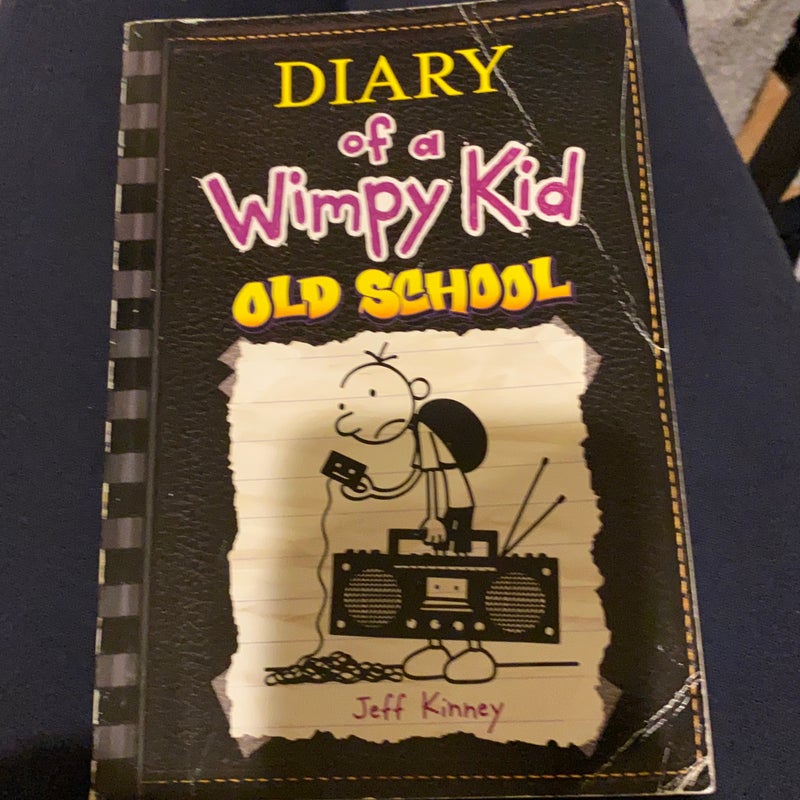 DIARY
of a
Wimpy Kid
OLD SCHOOL
Jeff Kinney